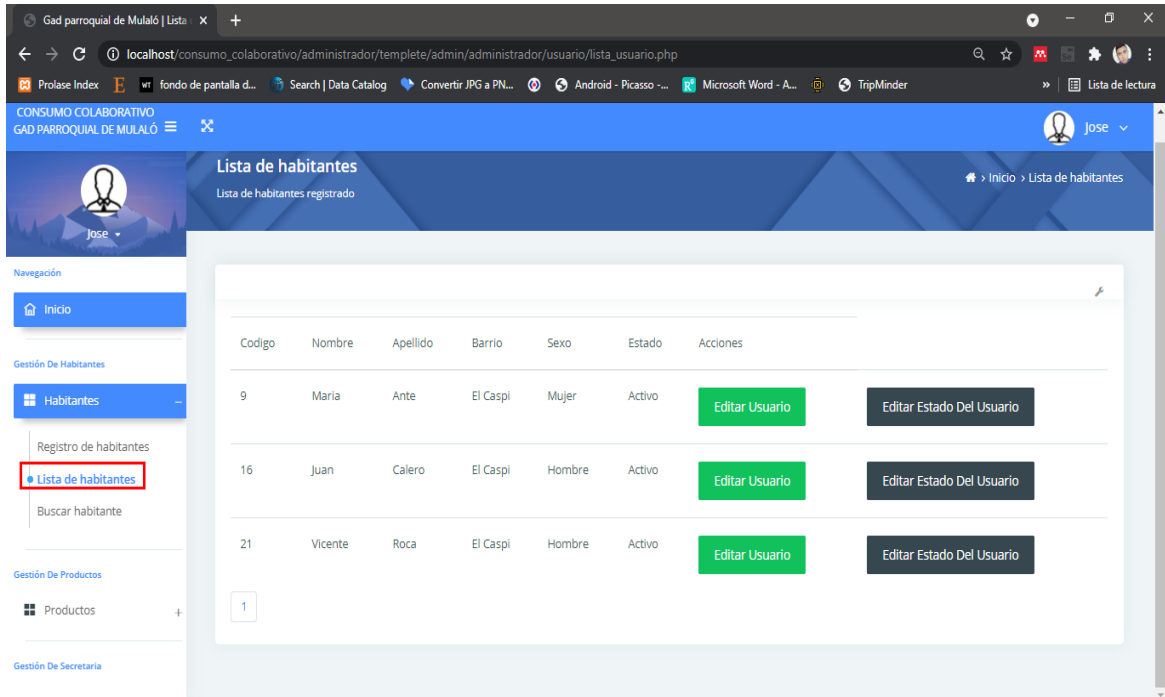 Gad parroquial de Mulaló | Lista
localhost/consumo_colaborativo/administrador/templete/admin/administrador/usuario/lista_usuario.php
Prolase Index fondo de pantalla d... Search | Data Catalog Convertir JPG a PN... Android - Picasso -... Microsoft Word - A... TripMinder » Lista de lectura
CONSUMO COLABORATIVO
GAD PARROQUIAL DE MULALÓ
Jose
Lista de habitantes
Lista de habitantes registrado
> Inicio > Lista de habitantes
Jose
Navegación
Inicio
Gestión De Habitantes
Habitantes
Registro de habitantes
Lista de habitantes
Buscar habitante
Gestión De Productos
Productos
Gestión De Secretaria
Codigo Nombre Apellido Barrio Sexo Estado Acciones
9 Maria Ante El Caspi Mujer Activo Editar Usuario Editar Estado Del Usuario
16 Juan Calero El Caspi Hombre Activo Editar Usuario Editar Estado Del Usuario
21 Vicente Roca El Caspi Hombre Activo Editar Usuario Editar Estado Del Usuario
1